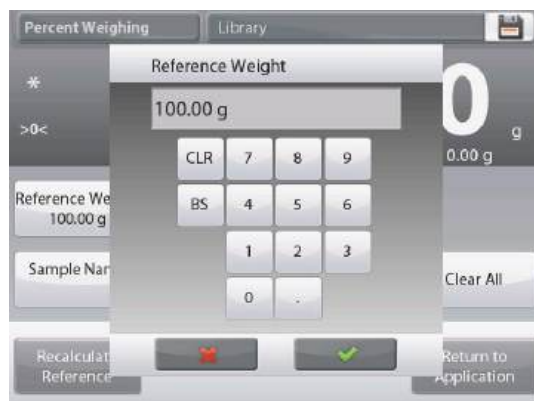 Percent Weighing
Library
Reference Weight
100.00 g
*
>0<
0
g
0.00 g
CLR 7 8 9
BS 4 5 6
1 2 3
0 .
Reference We
100.00 g
Sample Nar
Clear All
Recalculat
Reference
Return to
Application